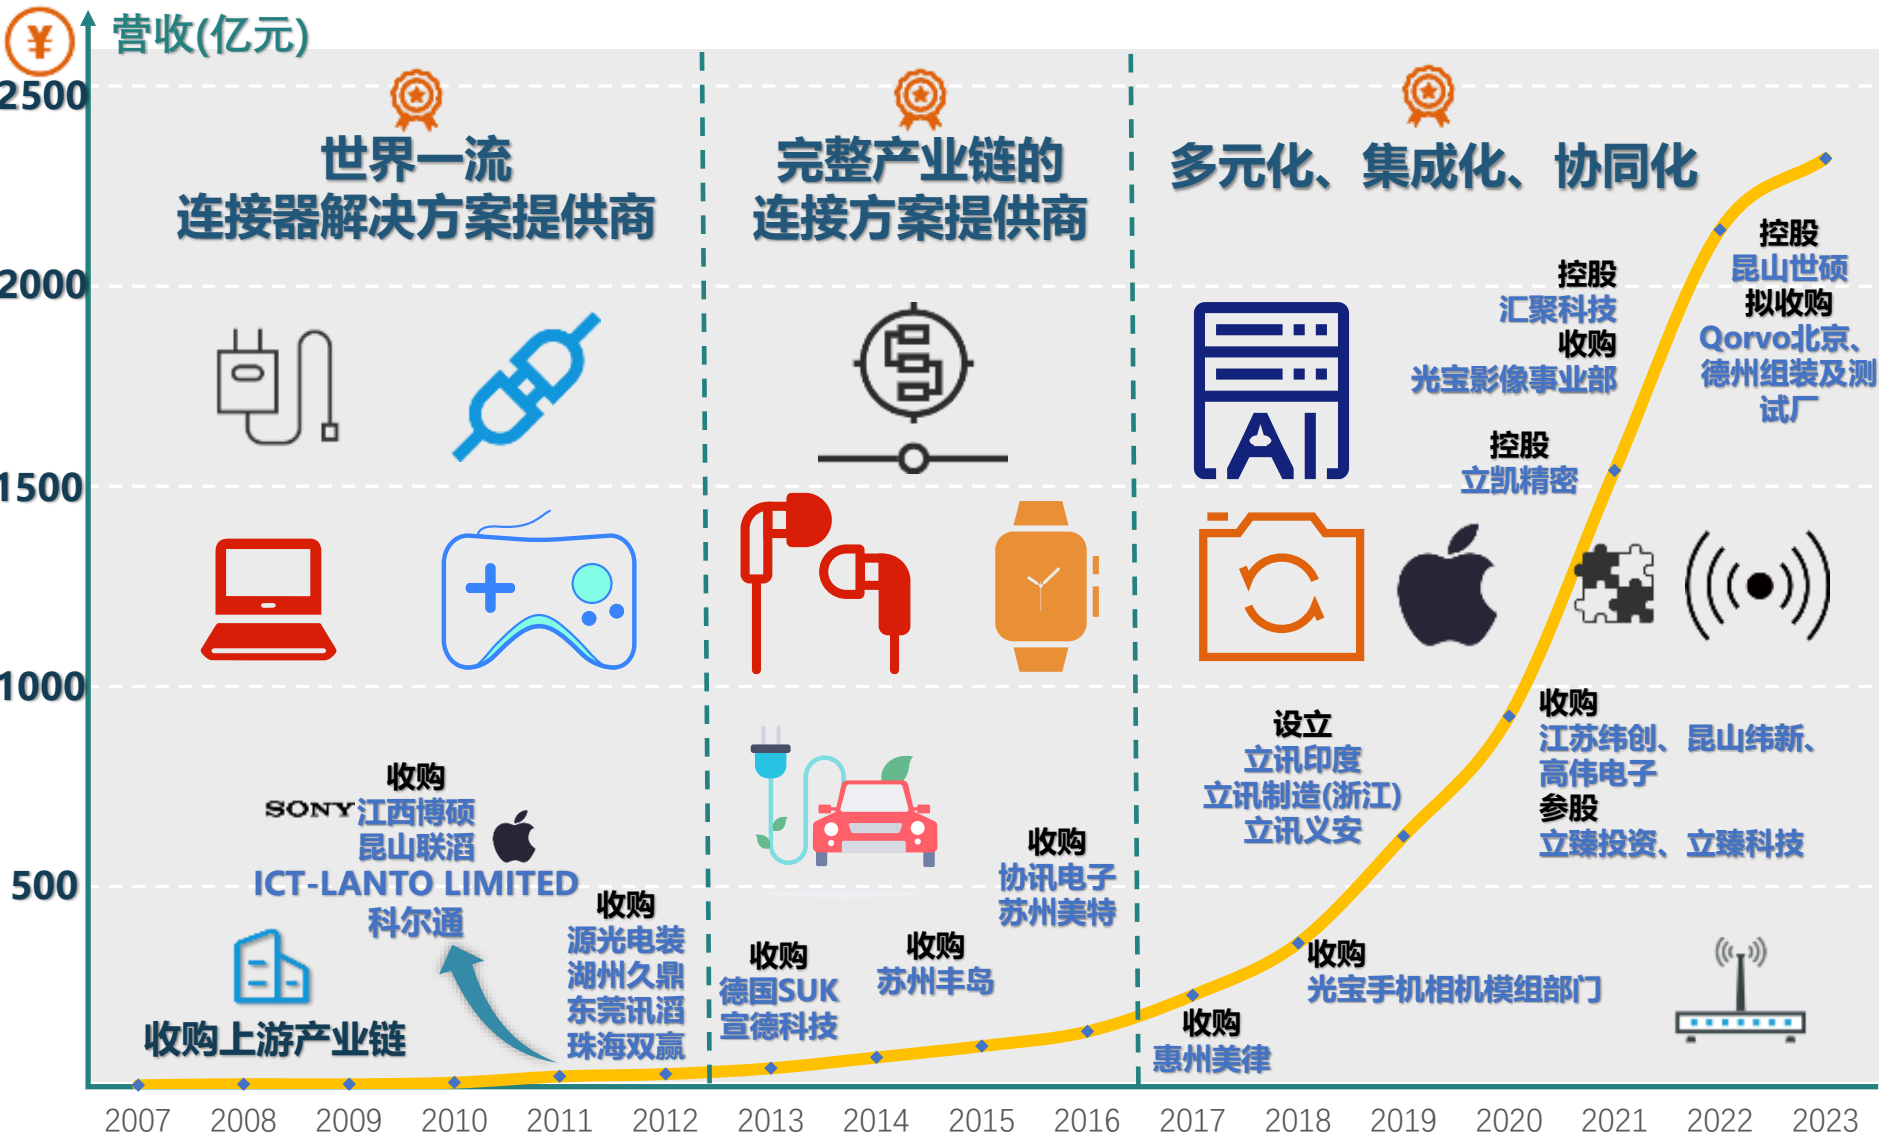 ¥
营收(亿元)
2500
2000
1500
1000
500
世界一流
连接器解决方案提供商
收购
SONY
江西博硕
昆山联滔
ICT-LANTO LIMITED
科尔通
收购上游产业链
收购
源光电装
湖州久鼎
东莞讯滔
珠海双赢
完整产业链的
连接方案提供商
收购
德国SUK
宣德科技
收购
苏州丰岛
收购
协讯电子
苏州美特
多元化、集成化、协同化
AI
收购
惠州美律
收购
光宝手机相机模组部门
设立
立讯印度
立讯制造(浙江)
立讯义安
收购
江苏纬创、昆山纬新、
高伟电子
参股
立臻投资、立臻科技
控股
立凯精密
控股
汇聚科技
收购
光宝影像事业部
控股
昆山世硕
拟收购
Qorvo北京、
德州组装及测
试厂
2007 2008 2009 2010 2011 2012 2013 2014 2015 2016 2017 2018 2019 2020 2021 2022 2023